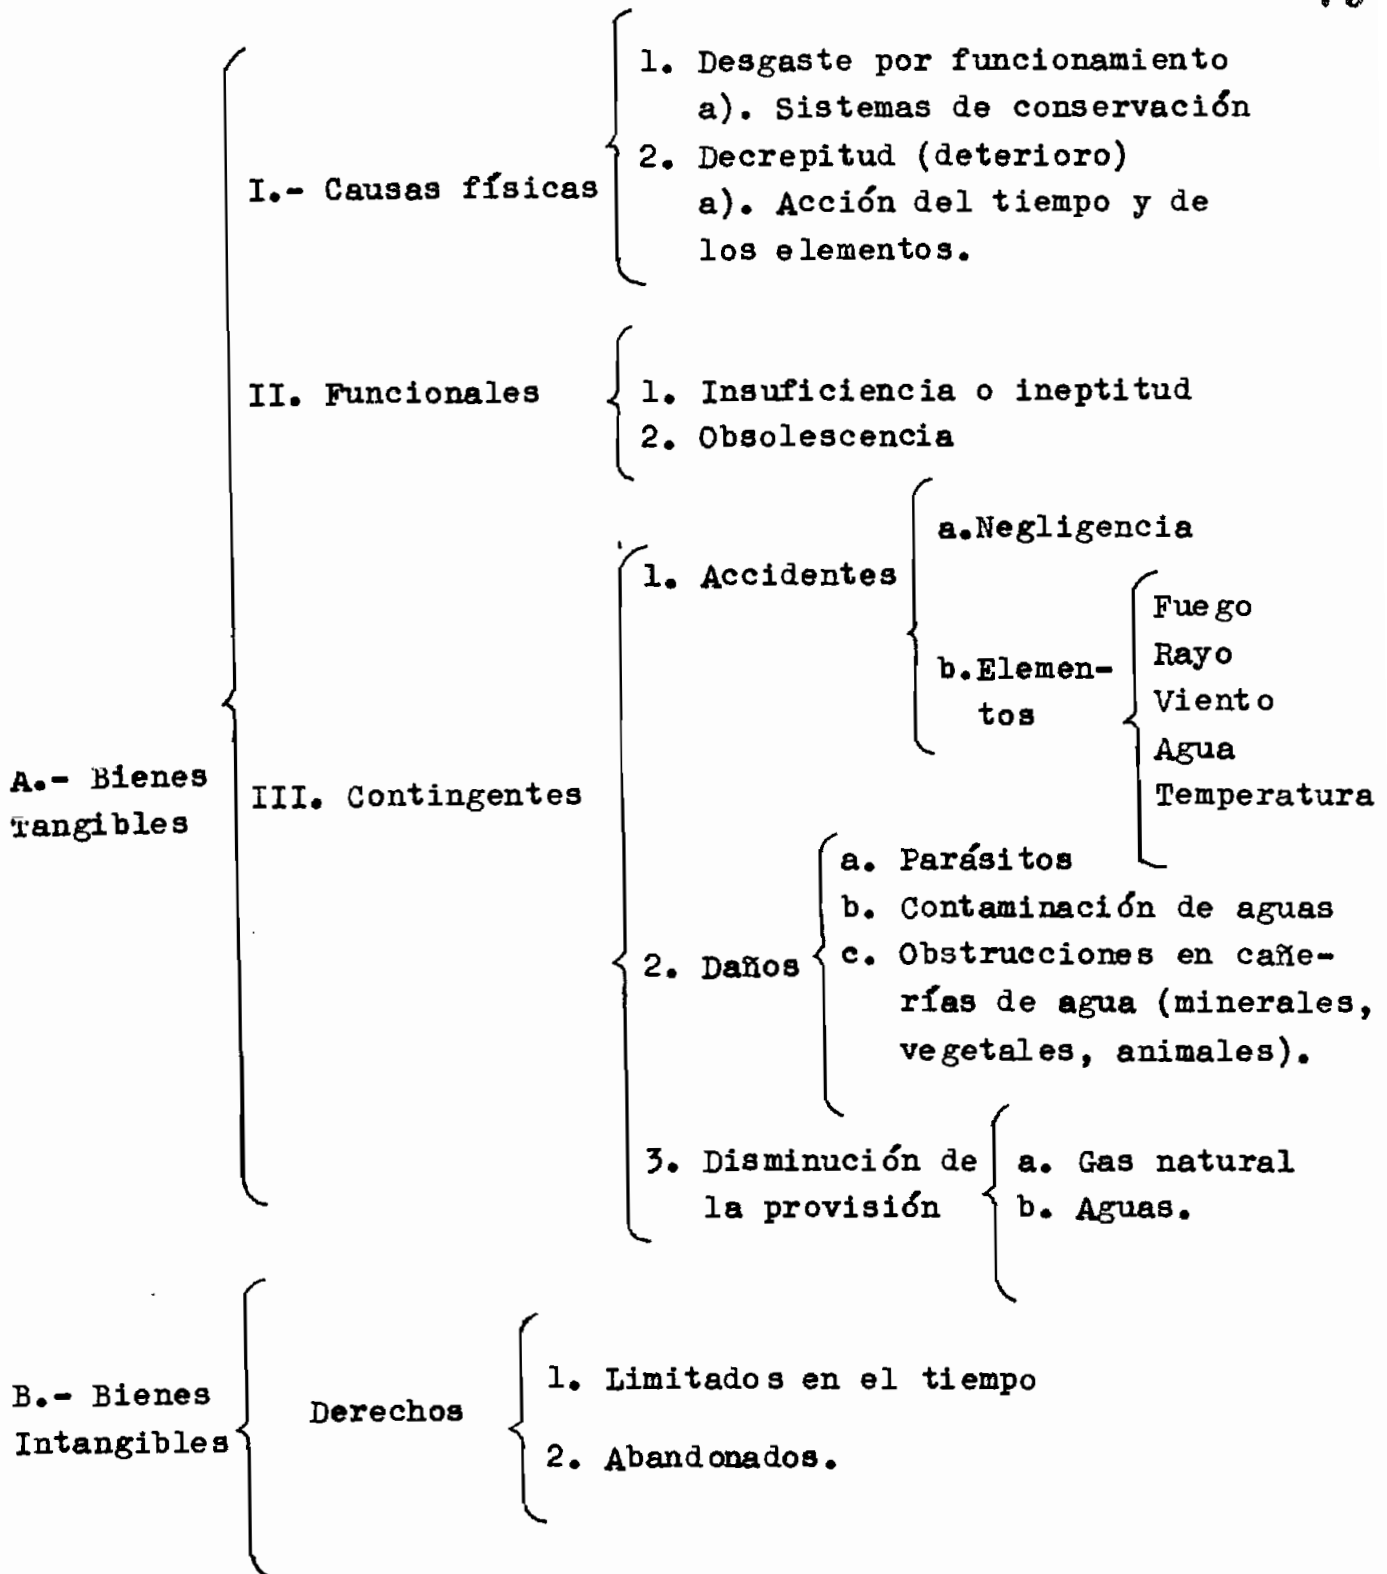 I.- Causas físicas
1. Desgaste por funcionamiento
a). Sistemas de conservación
2. Decrepitud (deterioro)
a). Acción del tiempo y de
los elementos.
II. Funcionales
1. Insuficiencia o ineptitud
2. Obsolescencia
A.- Bienes
Tangibles
III. Contingentes
1. Accidentes
a.Negligencia
b.Elemen-
tos
Fuego
Rayo
Viento
Agua
Temperatura
2. Daños
a. Parásitos
b. Contaminación de aguas
c. Obstrucciones en cañe-
rías de agua (minerales,
vegetales, animales).
3. Disminución de
la provisión
a. Gas natural
b. Aguas.
B.- Bienes
Intangibles
Derechos
1. Limitados en el tiempo
2. Abandonados.